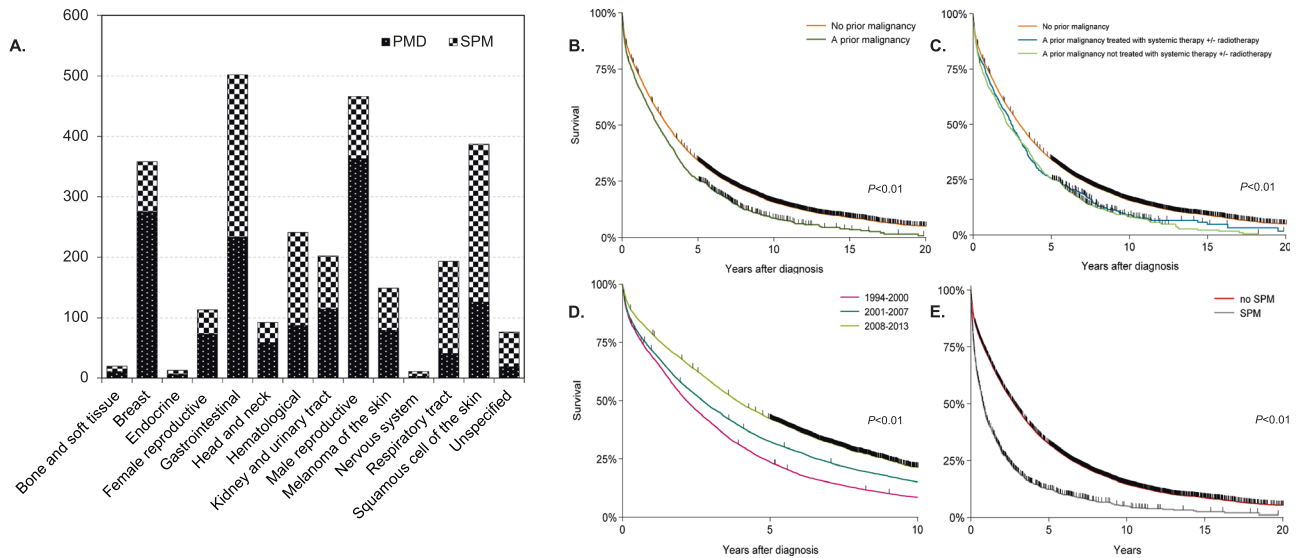 A.
600
500
400
300
200
100
0
PMD SPM
Bone and soft tissue
Breast
Endocrine
Female reproductive
Gastrointestinal
Head and neck
Hematological
Kidney and urinary tract
Male reproductive
Melanoma of the skin
Nervous system
Respiratory tract
Squamous cell of the skin
Unspecified
B.
100%
75%
50%
25%
0%
Survival
No prior malignancy
A prior malignancy
P<0.01
0 5 10 15 20
Years after diagnosis
C.
100%
75%
50%
25%
0%
No prior malignancy
A prior malignancy treated with systemic therapy +/- radiotherapy
A prior malignancy not treated with systemic therapy +/- radiotherapy
P<0.01
0 5 10 15 20
Years after diagnosis
D.
100%
75%
50%
25%
0%
Survival
1994-2000
2001-2007
2008-2013
P<0.01
0 5 10
Years after diagnosis
E.
100%
75%
50%
25%
0%
no SPM
SPM
P<0.01
0 5 10 15 20
Years